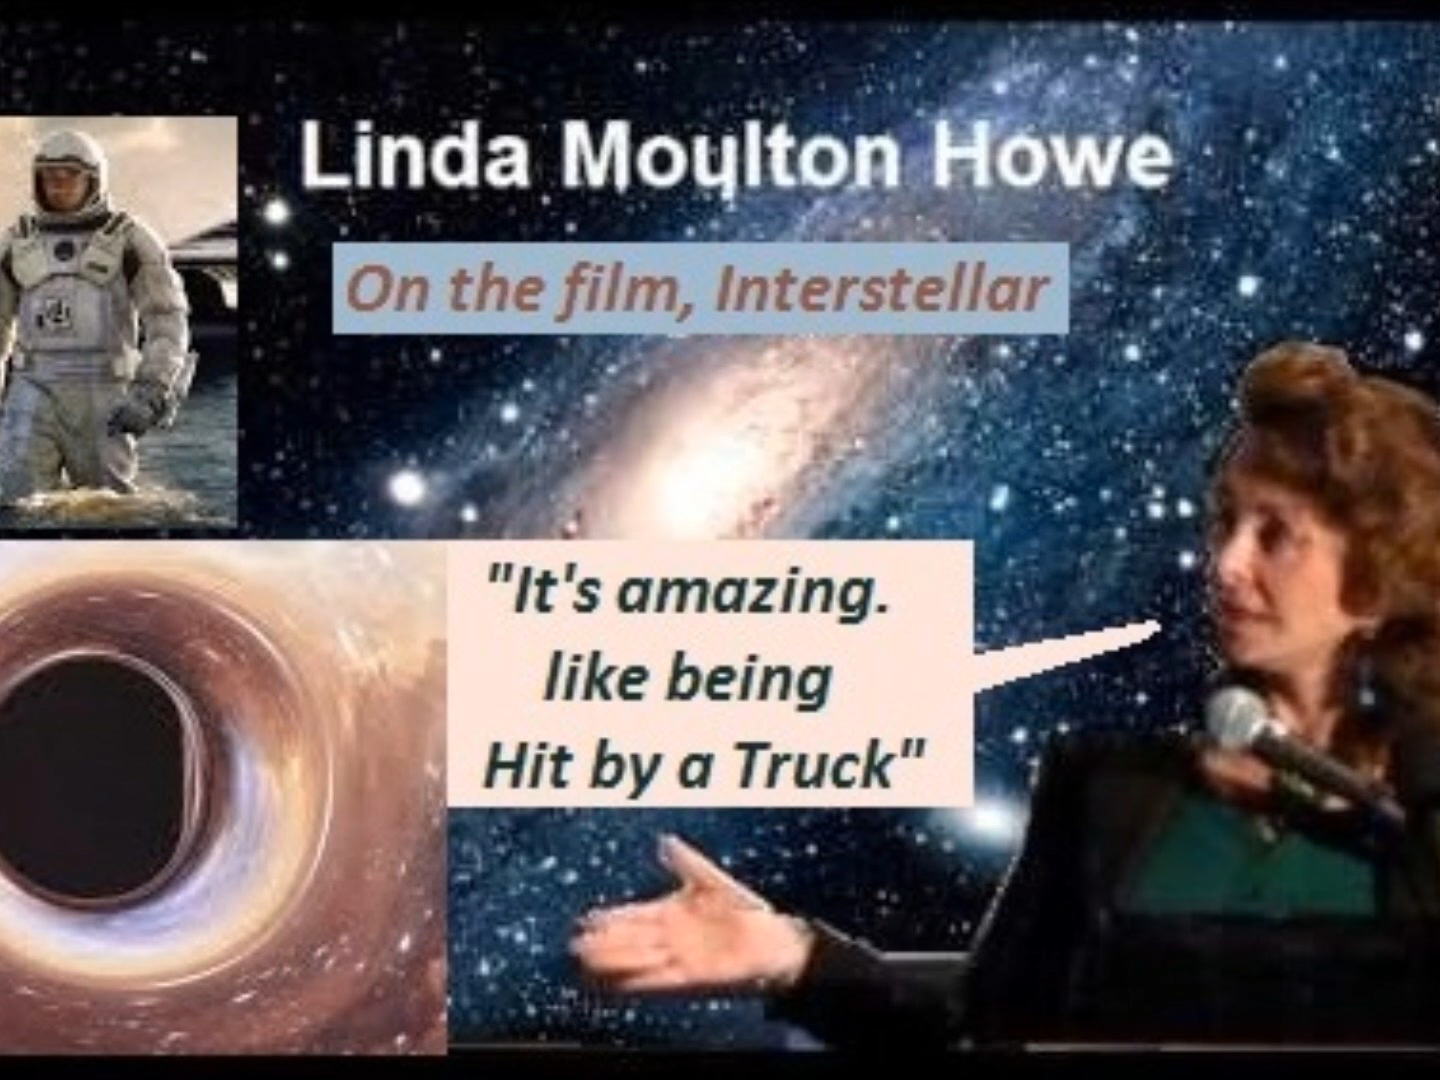 Linda Moulton Howe
On the film, Interstellar
"It's amazing.
like being
Hit by a Truck"